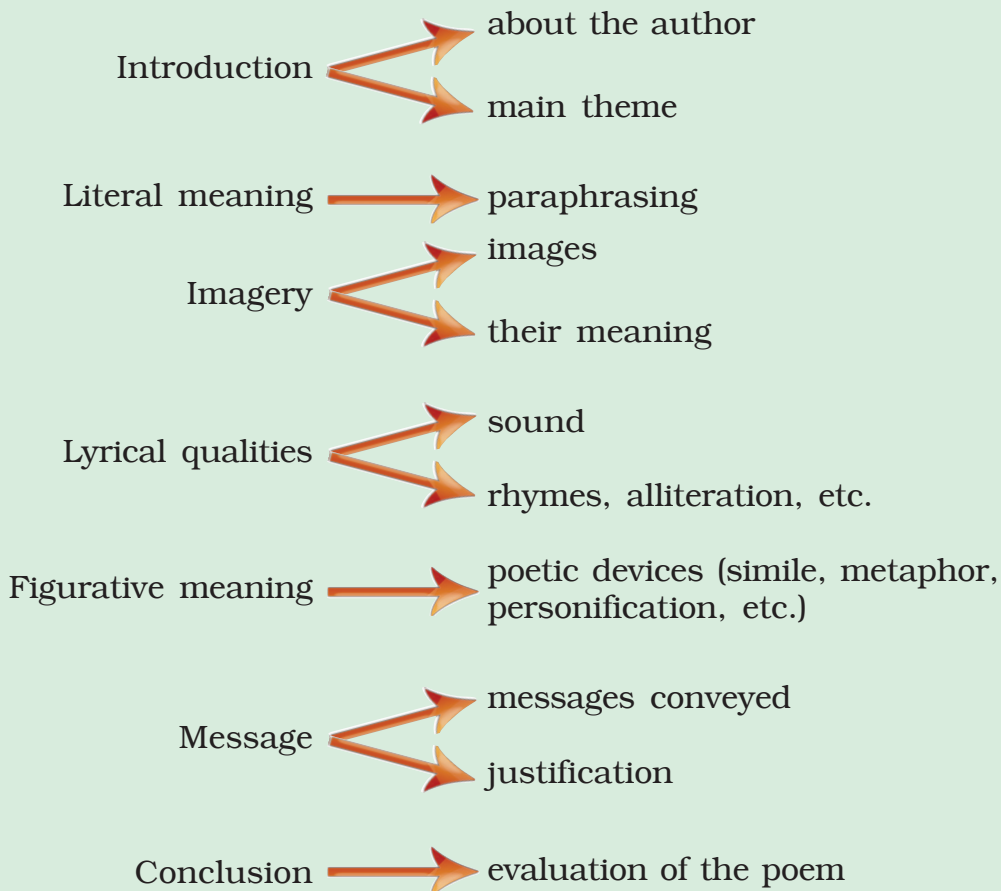 about the author
Introduction
main theme
Literal meaning paraphrasing
images
Imagery
their meaning
sound
Lyrical qualities
rhymes, alliteration, etc.
Figurative meaning poetic devices (simile, metaphor,
personification, etc.)
messages conveyed
Message
justification
Conclusion evaluation of the poem